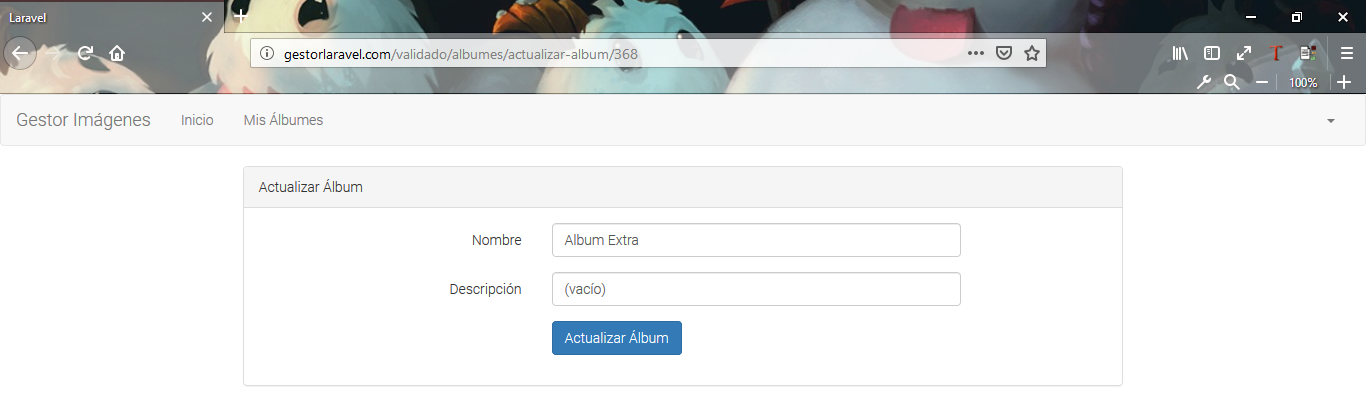 Laravel
gestorlaravel.com/validado/albumes/actualizar-album/368
100%
Gestor Imágenes Inicio Mis Álbumes
Actualizar Álbum
Nombre Album Extra
Descripción (vacío)
Actualizar Álbum